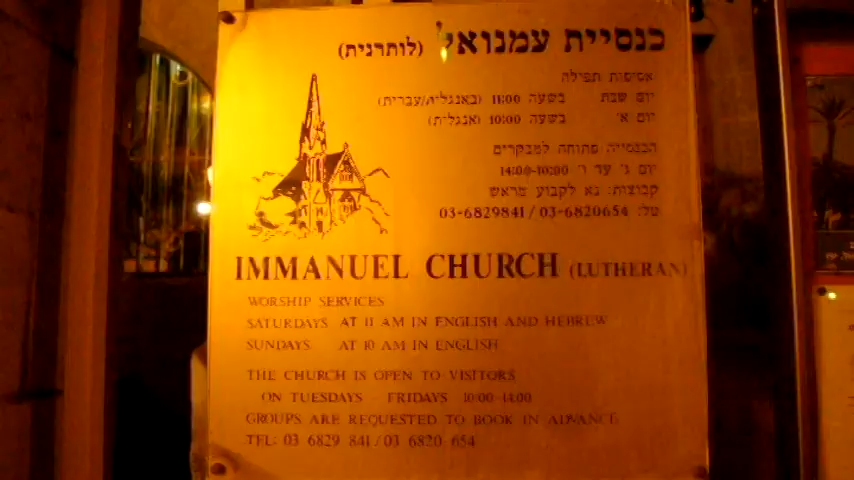 כנסיית עמנואל (לותרנית)
אסיפות תפילה
יום שבת בשעה 11:00 (באנגלית/עברית)
יום א' בשעה 10:00 (אנגלית)
הכנסייה פתוחה למבקרים
יום ג' עד ו' 10:00-14:00
קבוצות: נא לקבוע מראש
טל: 03-6829841 / 03-6820654
IMMANUEL CHURCH (LUTHERAN)
WORSHIP SERVICES
SATURDAYS AT 11 AM IN ENGLISH AND HEBREW
SUNDAYS AT 10 AM IN ENGLISH
THE CHURCH IS OPEN TO VISITORS
ON TUESDAYS - FRIDAYS 10:00-14:00
GROUPS ARE REQUESTED TO BOOK IN ADVANCE
TEL: 03 6829 841 / 03 6820 654